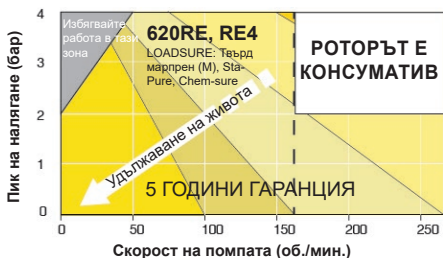 Избягвайте
работа в тази
зона
620RE, RE4
LOADSURE: Твърд
марпрен (M), Sta-
Pure, Chem-sure
РОТОРЪТ Е
КОНСУМАТИВ
Удължаване на живота
5 ГОДИНИ ГАРАНЦИЯ
Пик на налягане (бар)
4
3
2
1
0
0 50 100 150 200 250
Скорост на помпата (об./мин.)